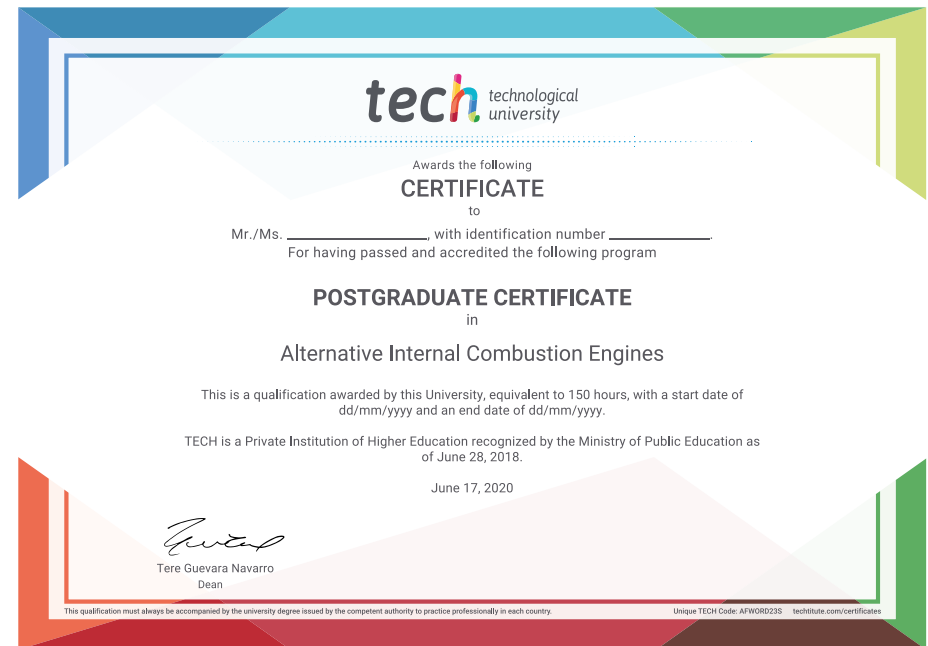 tech technological
university
Awards the following
CERTIFICATE
to
Mr./Ms. ____________________, with identification number ______________.
For having passed and accredited the following program
POSTGRADUATE CERTIFICATE
in
Alternative Internal Combustion Engines
This is a qualification awarded by this University, equivalent to 150 hours, with a start date of
dd/mm/yyyy and an end date of dd/mm/yyyy.
TECH is a Private Institution of Higher Education recognized by the Ministry of Public Education as
of June 28, 2018.
June 17, 2020
Tere Guevara Navarro
Dean
This qualification must always be accompanied by the university degree issued by the competent authority to practice professionally in each country.
Unique TECH Code: AFWORD23S techtitute.com/certificates